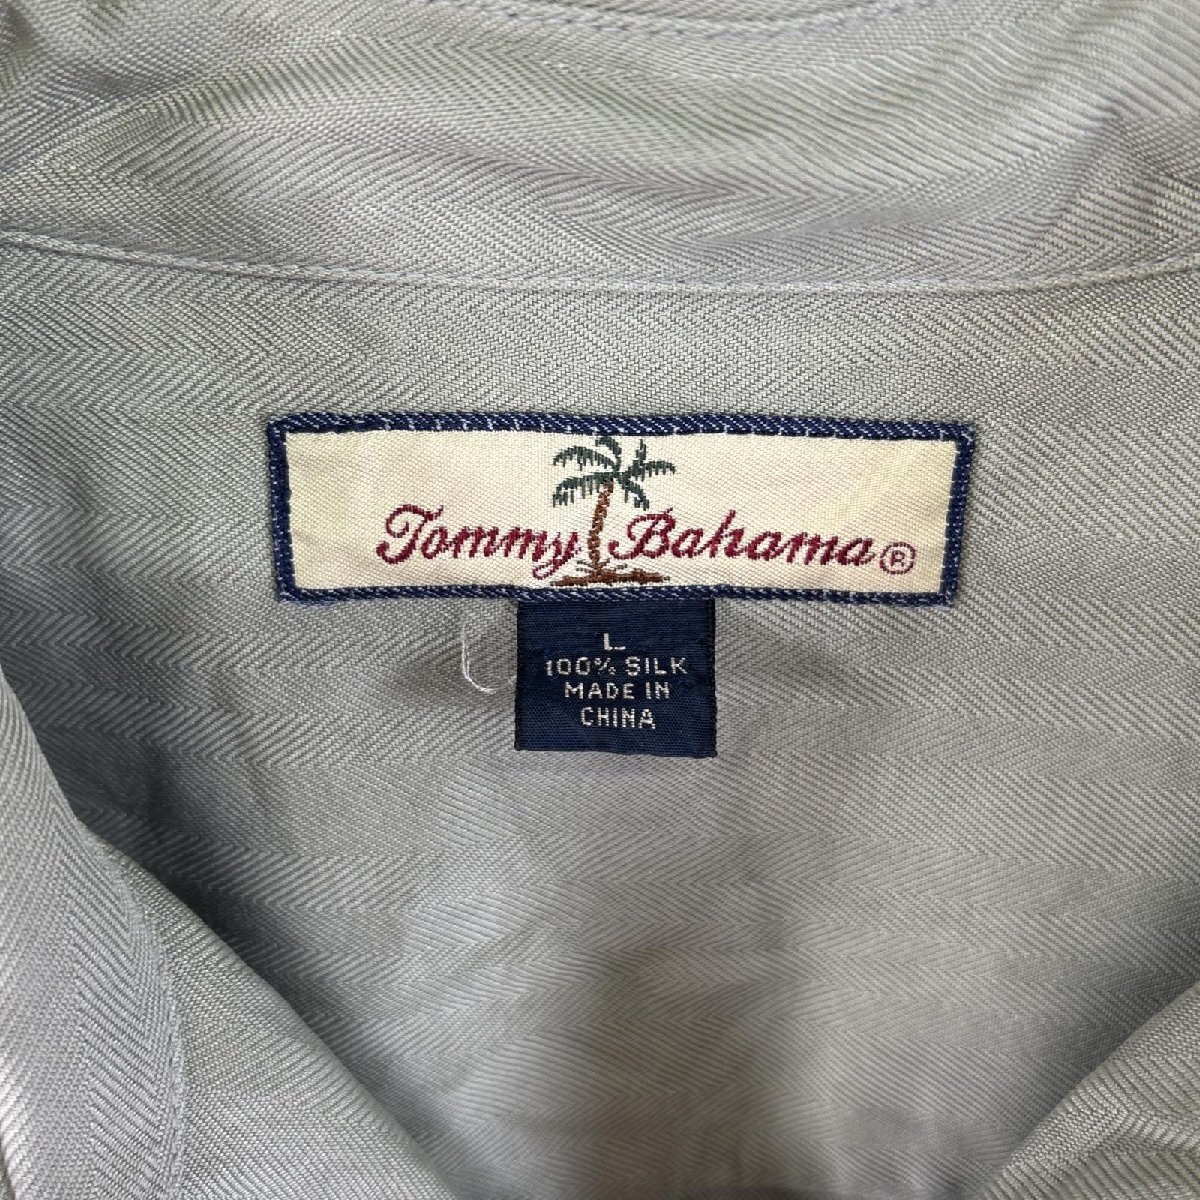 Tommy Bahama®
L
100% SILK
MADE IN
CHINA